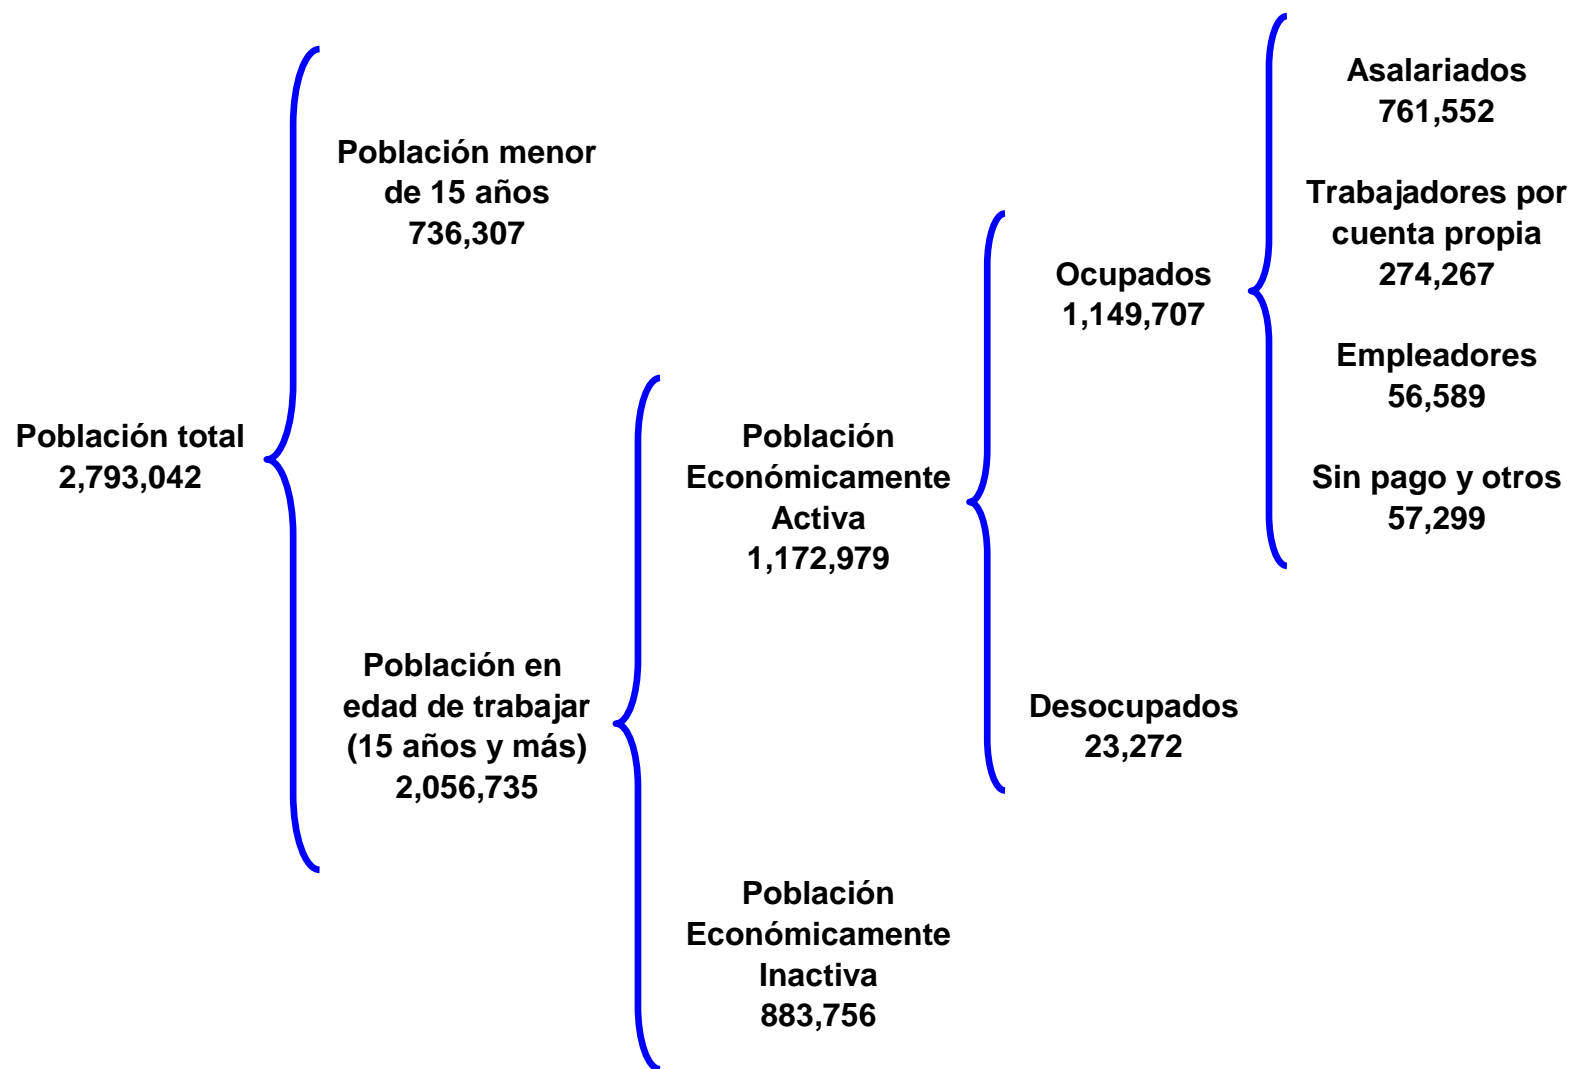 Población total
2,793,042
Población menor
de 15 años
736,307
Población en
edad de trabajar
(15 años y más)
2,056,735
Población
Económicamente
Activa
1,172,979
Población
Económicamente
Inactiva
883,756
Ocupados
1,149,707
Desocupados
23,272
Asalariados
761,552
Trabajadores por
cuenta propia
274,267
Empleadores
56,589
Sin pago y otros
57,299